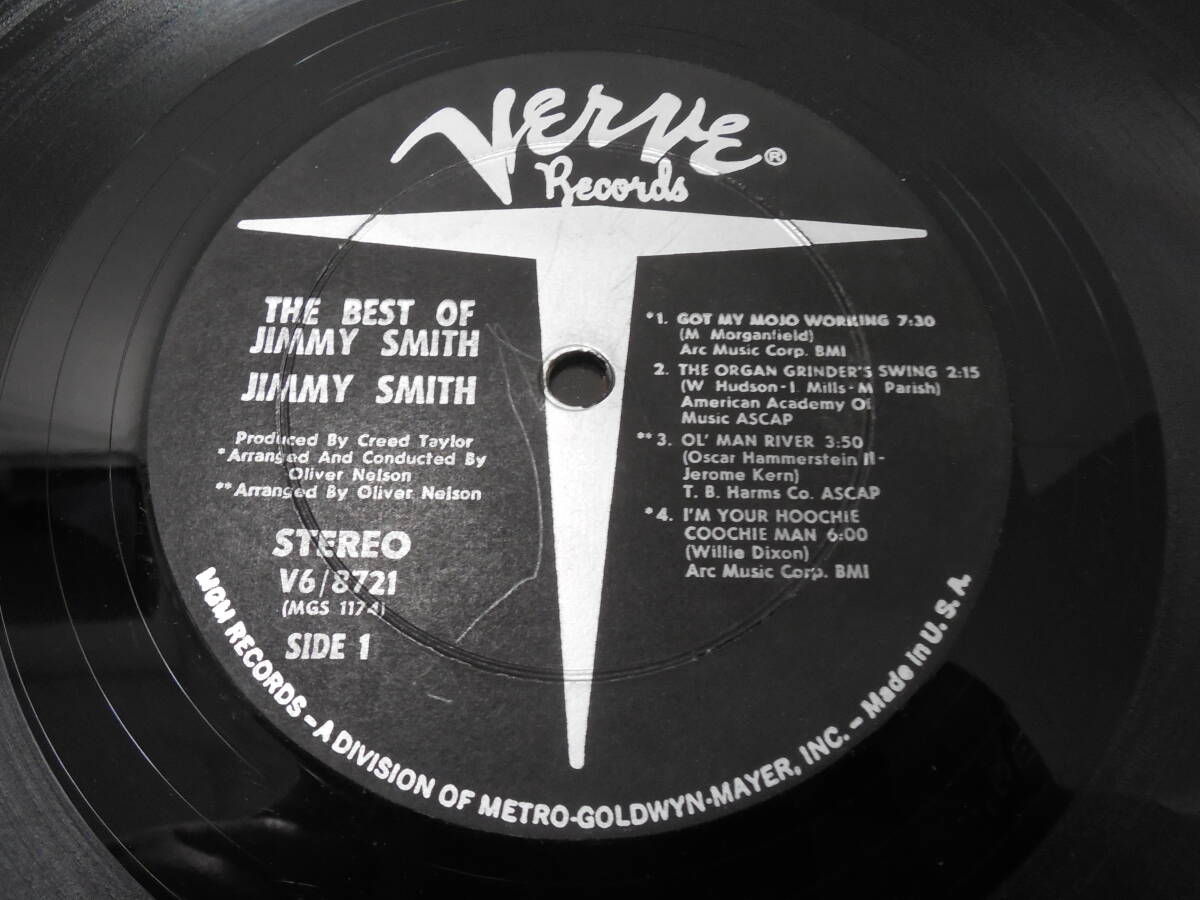 Verve®
Records
THE BEST OF
JIMMY SMITH
JIMMY SMITH
Produced By Creed Taylor
*Arranged And Conducted By
Oliver Nelson
**Arranged By Oliver Nelson
STEREO
V6/8721
(MGS 1174)
SIDE 1
*1. GOT MY MOJO WORKING 7:30
(M Morganfield)
Arc Music Corp. BMI
2. THE ORGAN GRINDER'S SWING 2:15
(W Hudson-I. Mills-M Parish)
American Academy Of
Music ASCAP
**3. OL' MAN RIVER 3:50
(Oscar Hammerstein II-
Jerome Kern)
T. B. Harms Co. ASCAP
*4. I'M YOUR HOOCHIE
COOCHIE MAN 6:00
(Willie Dixon)
Arc Music Corp. BMI
MGM RECORDS – A DIVISION OF METRO-GOLDWYN-MAYER, INC. – Made in U. S. A.